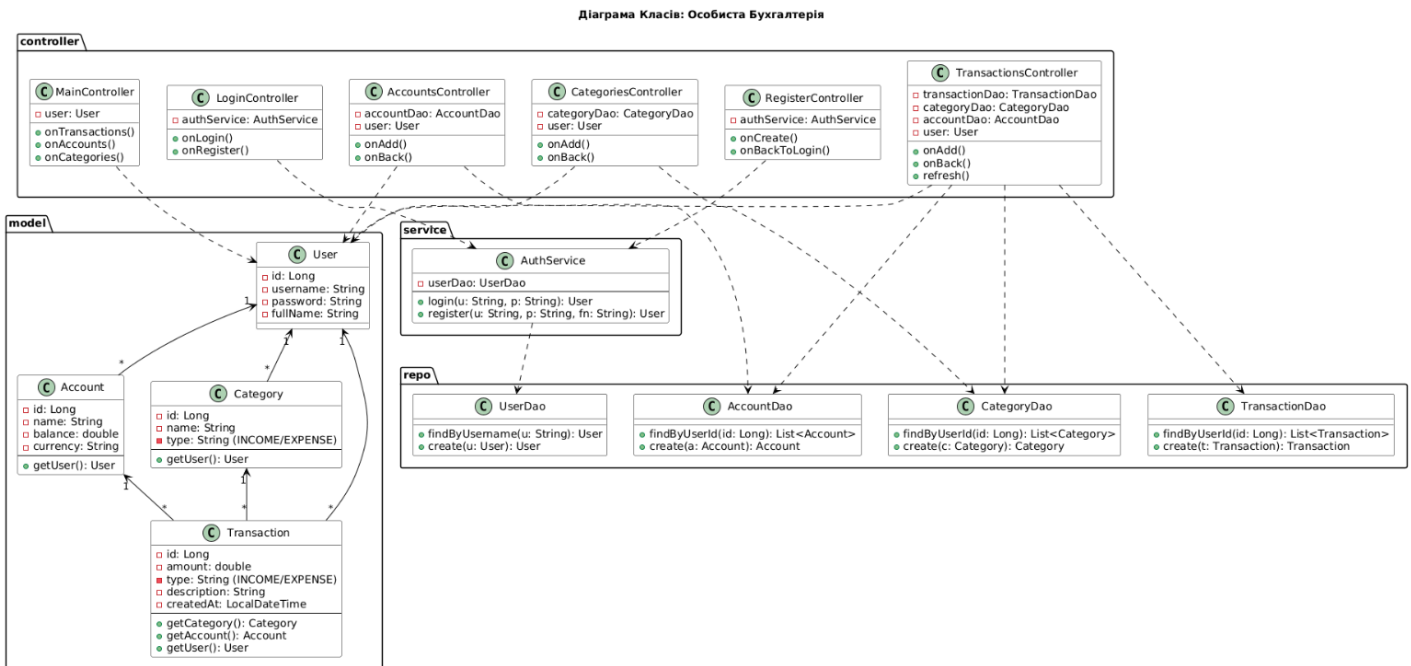 Діаграма Класів: Особиста Бухгалтерія
controller
C MainController
user: User
onTransactions()
onAccounts()
onCategories()
C LoginController
authService: AuthService
onLogin()
onRegister()
C AccountsController
accountDao: AccountDao
user: User
onAdd()
onBack()
C CategoriesController
categoryDao: CategoryDao
user: User
onAdd()
onBack()
C RegisterController
authService: AuthService
onCreate()
onBackToLogin()
C TransactionsController
transactionDao: TransactionDao
categoryDao: CategoryDao
accountDao: AccountDao
user: User
onAdd()
onBack()
refresh()
model
C User
id: Long
username: String
password: String
fullName: String
1
1
1
*
*
*
C Account
id: Long
name: String
balance: double
currency: String
getUser(): User
C Category
id: Long
name: String
type: String (INCOME/EXPENSE)
getUser(): User
1
1
*
*
C Transaction
id: Long
amount: double
type: String (INCOME/EXPENSE)
description: String
createdAt: LocalDateTime
getCategory(): Category
getAccount(): Account
getUser(): User
service
C AuthService
userDao: UserDao
login(u: String, p: String): User
register(u: String, p: String, fn: String): User
repo
C UserDao
findByUsername(u: String): User
create(u: User): User
C AccountDao
findByUserId(id: Long): List<Account>
create(a: Account): Account
C CategoryDao
findByUserId(id: Long): List<Category>
create(c: Category): Category
C TransactionDao
findByUserId(id: Long): List<Transaction>
create(t: Transaction): Transaction